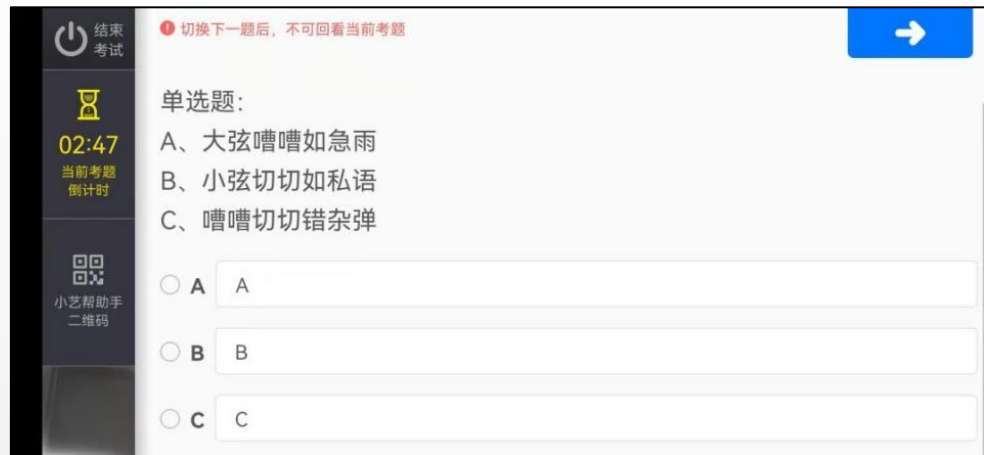 结束
考试
切换下一题后，不可回看当前考题
02:47
当前考题
倒计时
小艺帮助手
二维码
单选题：
A、大弦嘈嘈如急雨
B、小弦切切如私语
C、嘈嘈切切错杂弹
A A
B B
C C